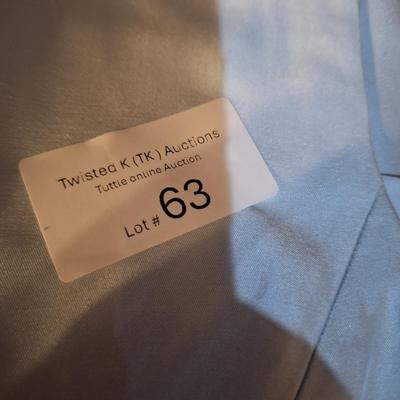 Twisted K (TK) Auctions
Tuttle online Auction
Lot # 63